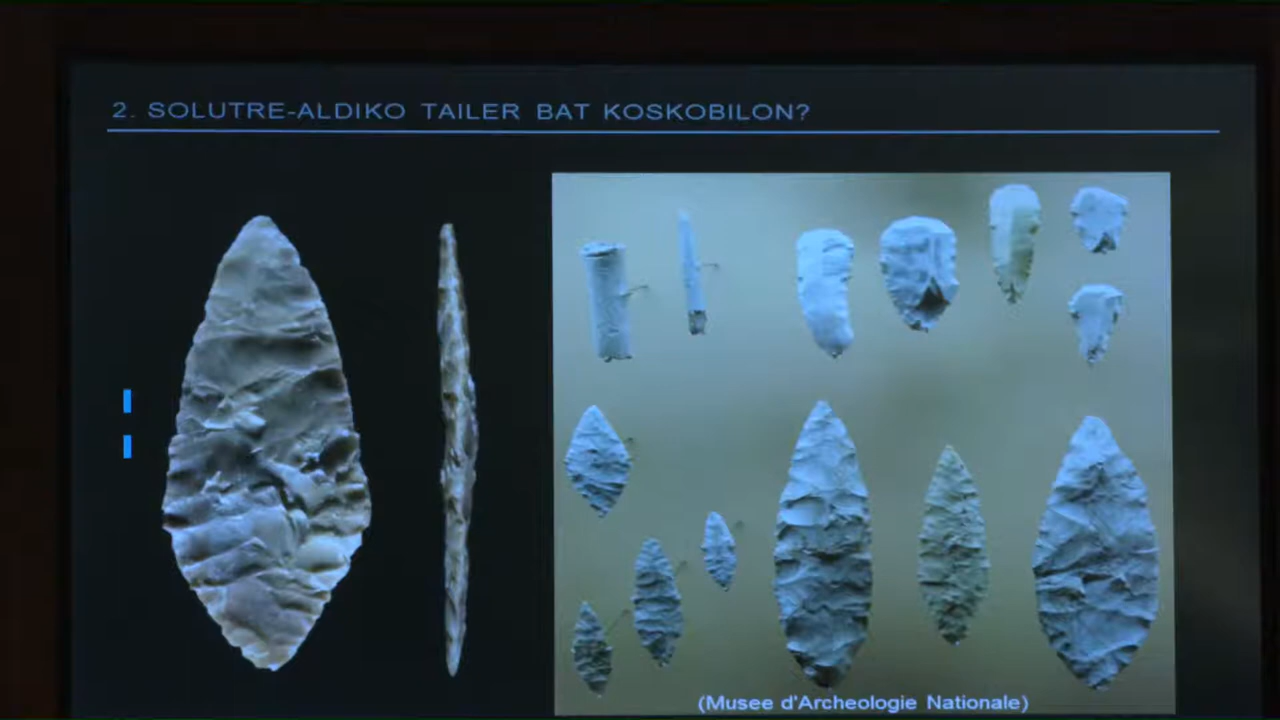 2. SOLUTRE-ALDIKO TAILER BAT KOSKOBILON?
(Musee d'Archeologie Nationale)